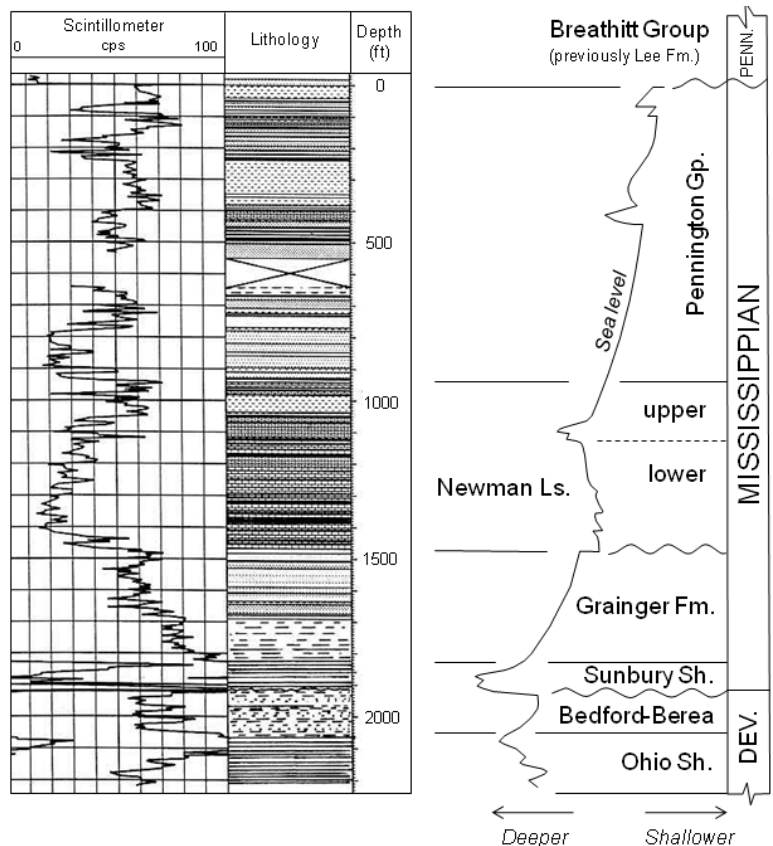 Scintillometer
0 cps 100
Lithology
Depth
(ft)
0
500
1000
1500
2000
Breathitt Group
(previously Lee Fm.)
PENN.
Pennington Gp.
Sea level
MISSISSIPPIAN
upper
lower
Newman Ls.
Grainger Fm.
Sunbury Sh.
Bedford-Berea
DEV.
Ohio Sh.
Deeper
Shallower